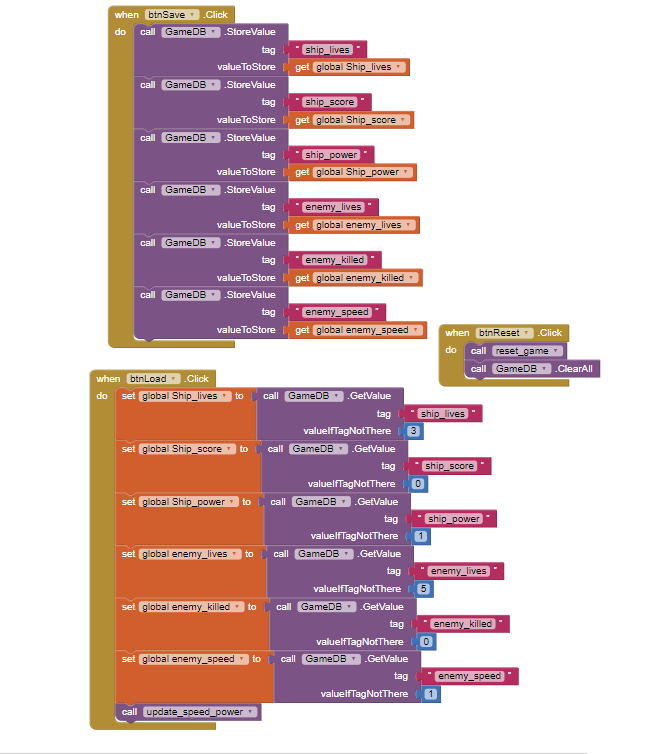 when btnSave .Click
do call GameDB .StoreValue
tag " ship_lives "
valueToStore get global Ship_lives
call GameDB .StoreValue
tag " ship_score "
valueToStore get global Ship_score
call GameDB .StoreValue
tag " ship_power "
valueToStore get global Ship_power
call GameDB .StoreValue
tag " enemy_lives "
valueToStore get global enemy_lives
call GameDB .StoreValue
tag " enemy_killed "
valueToStore get global enemy_killed
call GameDB .StoreValue
tag " enemy_speed "
valueToStore get global enemy_speed
when btnReset .Click
do call reset_game
call GameDB .ClearAll
when btnLoad .Click
do set global Ship_lives to call GameDB .GetValue
tag " ship_lives "
valueIfTagNotThere 3
set global Ship_score to call GameDB .GetValue
tag " ship_score "
valueIfTagNotThere 0
set global Ship_power to call GameDB .GetValue
tag " ship_power "
valueIfTagNotThere 1
set global enemy_lives to call GameDB .GetValue
tag " enemy_lives "
valueIfTagNotThere 5
set global enemy_killed to call GameDB .GetValue
tag " enemy_killed "
valueIfTagNotThere 0
set global enemy_speed to call GameDB .GetValue
tag " enemy_speed "
valueIfTagNotThere 1
call update_speed_power